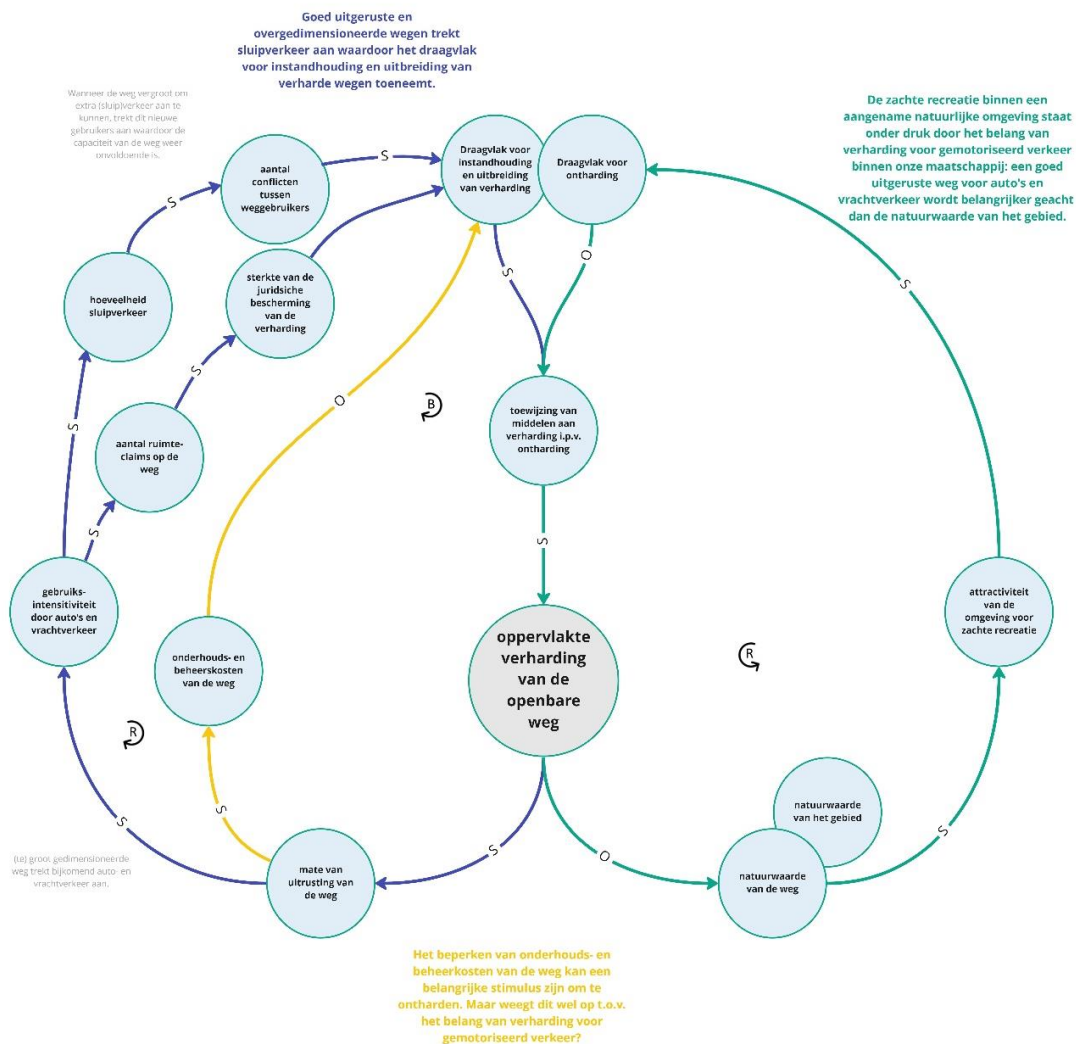 Goed uitgeruste en
overgedimensioneerde wegen trekt
sluipverkeer aan waardoor het draagvlak
voor instandhouding en uitbreiding van
verharde wegen toeneemt.
Wanneer de weg vergroot om
extra (sluip)verkeer aan te
kunnen, trekt dit nieuwe
gebruikers aan waardoor de
capaciteit van de weg weer
onvoldoende is.
De zachte recreatie binnen een
aangename natuurlijke omgeving staat
onder druk door het belang van
verharding voor gemotoriseerd verkeer
binnen onze maatschappij: een goed
uitgeruste weg voor auto's en
vrachtverkeer wordt belangrijker geacht
dan de natuurwaarde van het gebied.
aantal
conflicten
tussen
weggebruikers
S
Draagvlak voor
instandhouding
en uitbreiding
van verharding
Draagvlak voor
ontharding
S
hoeveelheid
sluipverkeer
sterkte van de
juridsiche
bescherming
van de
verharding
S
O
S
S
S
O
B
toewijzing van
middelen aan
verharding i.p.v.
ontharding
aantal ruimte-
claims op de
weg
S
S
S
gebruiks-
intensitiviteit
door auto's en
vrachtverkeer
attractiviteit
van de
omgeving voor
zachte recreatie
onderhouds- en
beheerskosten
van de weg
oppervlakte
verharding
van de
openbare
weg
R
R
S
S
S
O
S
natuurwaarde
van het gebied
natuurwaarde
van de weg
mate van
uitrusting van
de weg
(te) groot gedimensioneerde
weg trekt bijkomend auto- en
vrachtverkeer aan.
Het beperken van onderhouds- en
beheerkosten van de weg kan een
belangrijke stimulus zijn om te
ontharden. Maar weegt dit wel op t.o.v.
het belang van verharding voor
gemotoriseerd verkeer?